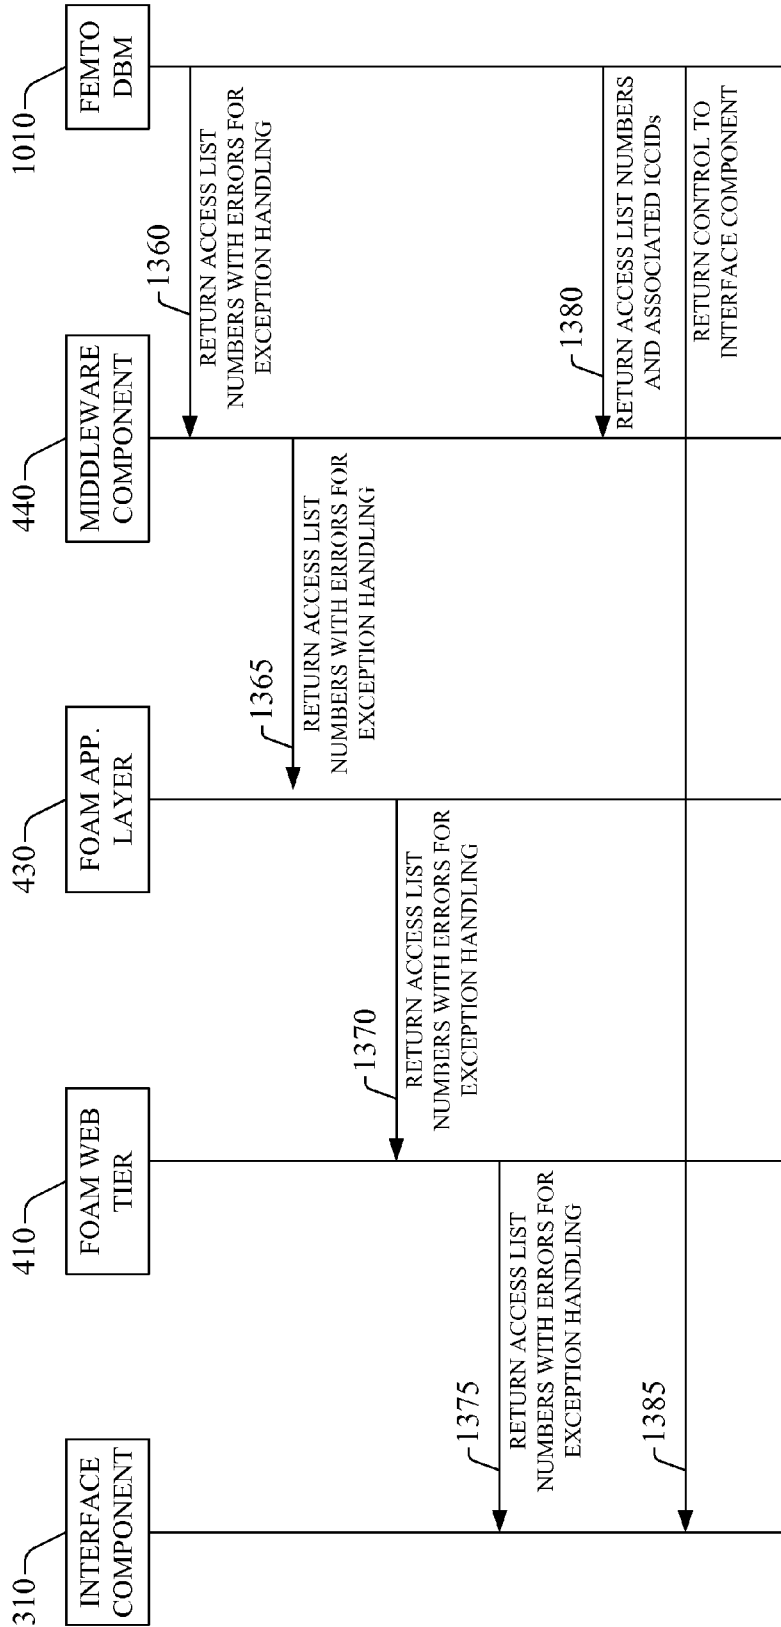 310
INTERFACE
COMPONENT
410
FOAM WEB
TIER
430
FOAM APP.
LAYER
440
MIDDLEWARE
COMPONENT
1010
FEMTO
DBM
1360
RETURN ACCESS LIST
NUMBERS WITH ERRORS FOR
EXCEPTION HANDLING
1365
RETURN ACCESS LIST
NUMBERS WITH ERRORS FOR
EXCEPTION HANDLING
1370
RETURN ACCESS LIST
NUMBERS WITH ERRORS FOR
EXCEPTION HANDLING
1375
RETURN ACCESS LIST
NUMBERS WITH ERRORS FOR
EXCEPTION HANDLING
1380
RETURN ACCESS LIST NUMBERS
AND ASSOCIATED ICCIDs
1385
RETURN CONTROL TO
INTERFACE COMPONENT